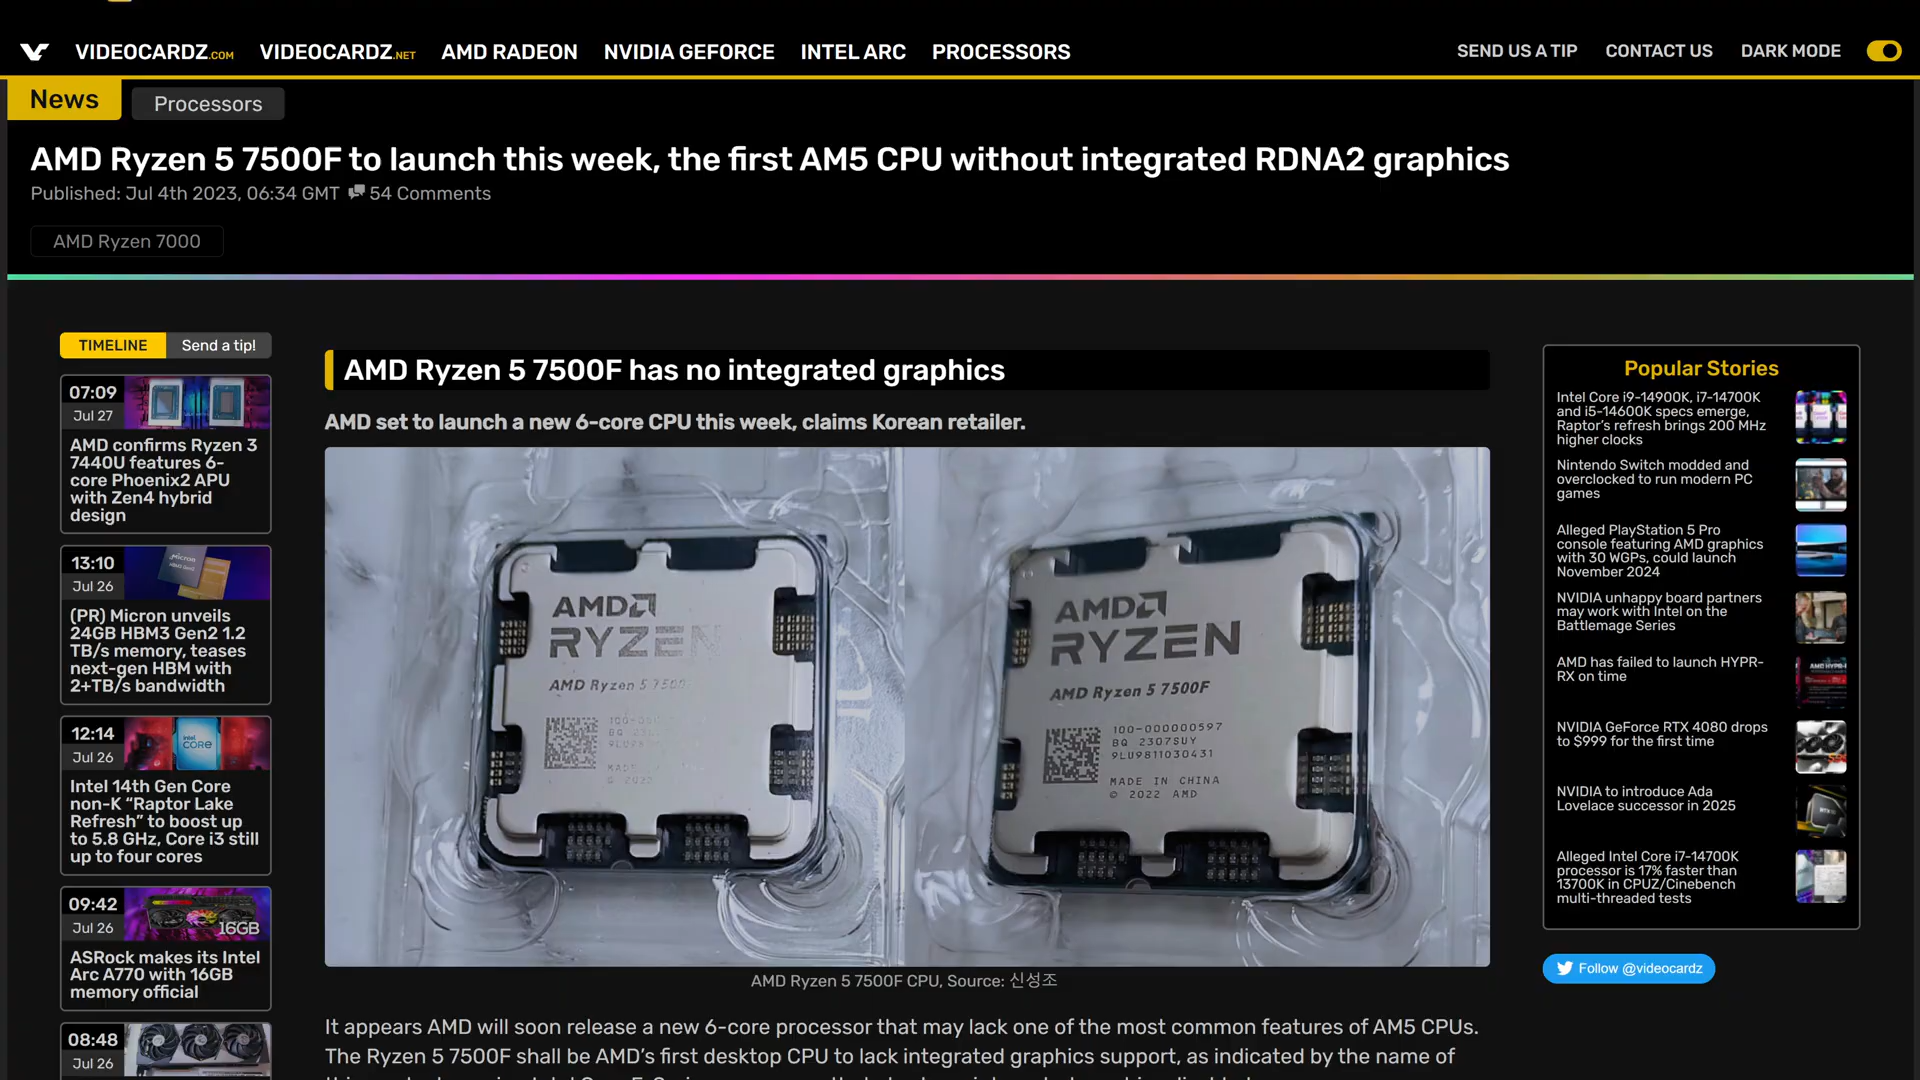 VIDEOCARDZ.COM VIDEOCARDZ.NET AMD RADEON NVIDIA GEFORCE INTEL ARC PROCESSORS SEND US A TIP CONTACT US DARK MODE
News Processors
AMD Ryzen 5 7500F to launch this week, the first AM5 CPU without integrated RDNA2 graphics
Published: Jul 4th 2023, 06:34 GMT 54 Comments
AMD Ryzen 7000
TIMELINE Send a tip!
07:09
Jul 27
AMD confirms Ryzen 3
7440U features 6-
core Phoenix2 APU
with Zen4 hybrid
design
13:10
Jul 26
(PR) Micron unveils
24GB HBM3 Gen2 1.2
TB/s memory, teases
next-gen HBM with
2+TB/s bandwidth
12:14
Jul 26
intel
CORE
Intel 14th Gen Core
non-K “Raptor Lake
Refresh” to boost up
to 5.8 GHz, Core i3 still
up to four cores
09:42
Jul 26
16GB
ASRock makes its Intel
Arc A770 with 16GB
memory official
08:48
Jul 26
AMD Ryzen 5 7500F has no integrated graphics
AMD set to launch a new 6-core CPU this week, claims Korean retailer.
AMD
RYZEN
AMD Ryzen 5 7500F
AMD
RYZEN
AMD Ryzen 5 7500F
100-000000597
BQ 2307SUY
9LU9811030431
MADE IN CHINA
© 2022 AMD
AMD Ryzen 5 7500F CPU, Source: 신성조
It appears AMD will soon release a new 6-core processor that may lack one of the most common features of AM5 CPUs.
The Ryzen 5 7500F shall be AMD’s first desktop CPU to lack integrated graphics support, as indicated by the name of
Popular Stories
Intel Core i9-14900K, i7-14700K
and i5-14600K specs emerge,
Raptor’s refresh brings 200 MHz
higher clocks
Nintendo Switch modded and
overclocked to run modern PC
games
Alleged PlayStation 5 Pro
console featuring AMD graphics
with 30 WGPs, could launch
November 2024
NVIDIA unhappy board partners
may work with Intel on the
Battlemage Series
AMD has failed to launch HYPR-
RX on time
NVIDIA GeForce RTX 4080 drops
to $999 for the first time
NVIDIA to introduce Ada
Lovelace successor in 2025
Alleged Intel Core i7-14700K
processor is 17% faster than
13700K in CPUZ/Cinebench
multi-threaded tests
Follow @videocardz